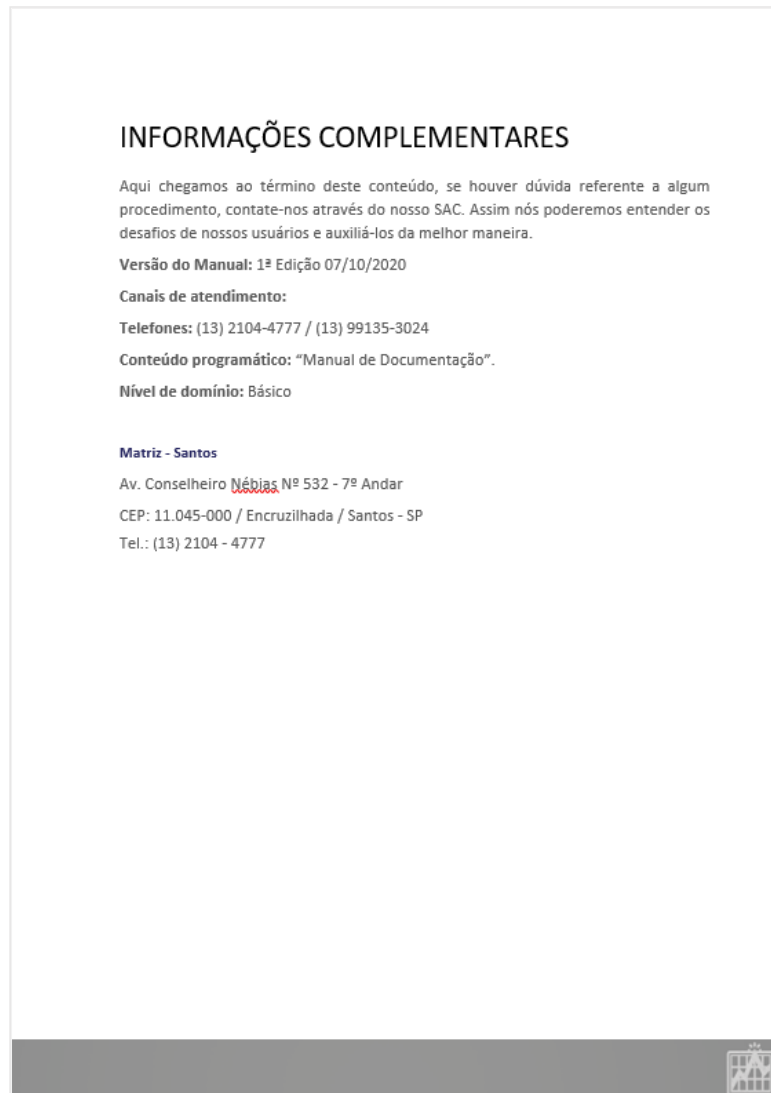 INFORMAÇÕES COMPLEMENTARES
Aqui chegamos ao término deste conteúdo, se houver dúvida referente a algum
procedimento, contate-nos através do nosso SAC. Assim nós poderemos entender os
desafios de nossos usuários e auxiliá-los da melhor maneira.
Versão do Manual: 1ª Edição 07/10/2020
Canais de atendimento:
Telefones: (13) 2104-4777 / (13) 99135-3024
Conteúdo programático: “Manual de Documentação”.
Nível de domínio: Básico
Matriz - Santos
Av. Conselheiro Nébias Nº 532 - 7º Andar
CEP: 11.045-000 / Encruzilhada / Santos - SP
Tel.: (13) 2104 - 4777